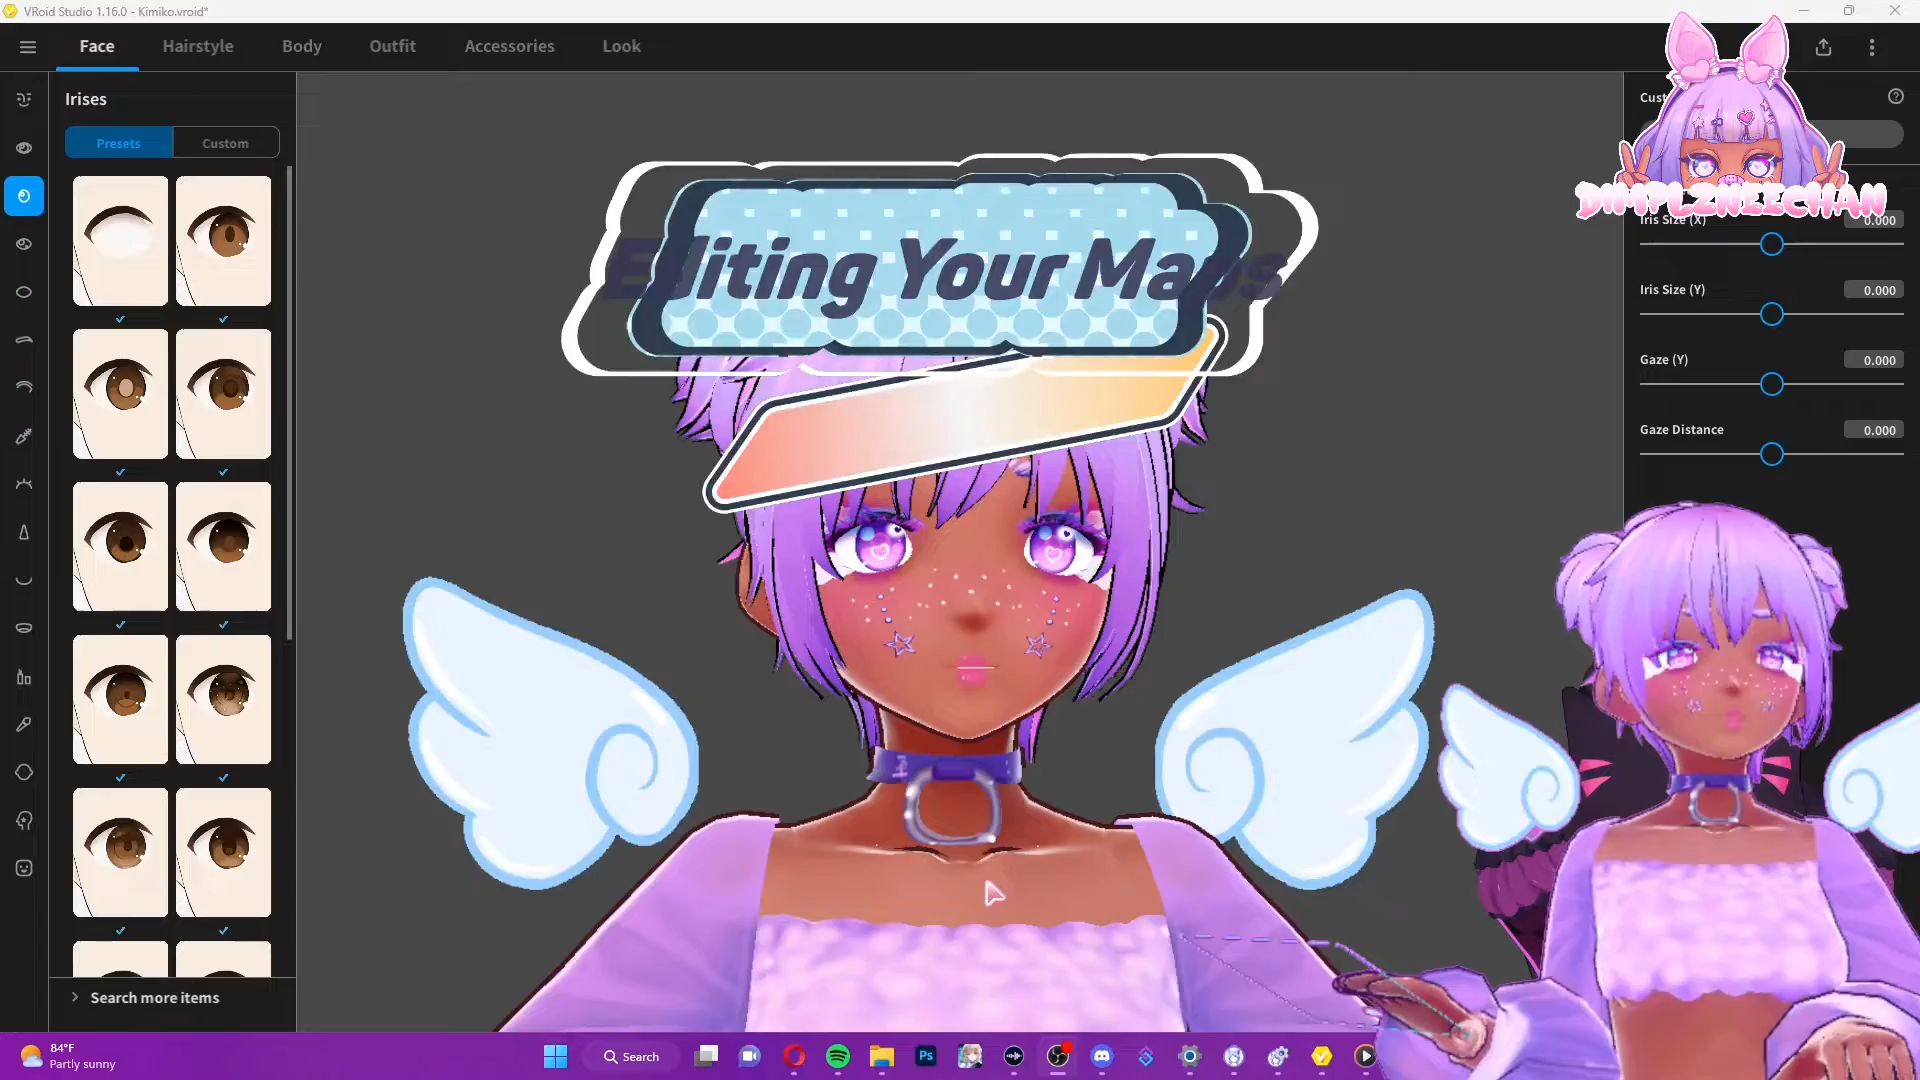 VRoid Studio 1.16.0 - Kimiko.vroid*
Face Hairstyle Body Outfit Accessories Look
Irises
Presets Custom
Editing Your Maps
DIMPLZNEECHAN
Iris Size (X) 0.000
Iris Size (Y) 0.000
Gaze (Y) 0.000
Gaze Distance 0.000
Search more items
84°F
Partly sunny
Search
Ps